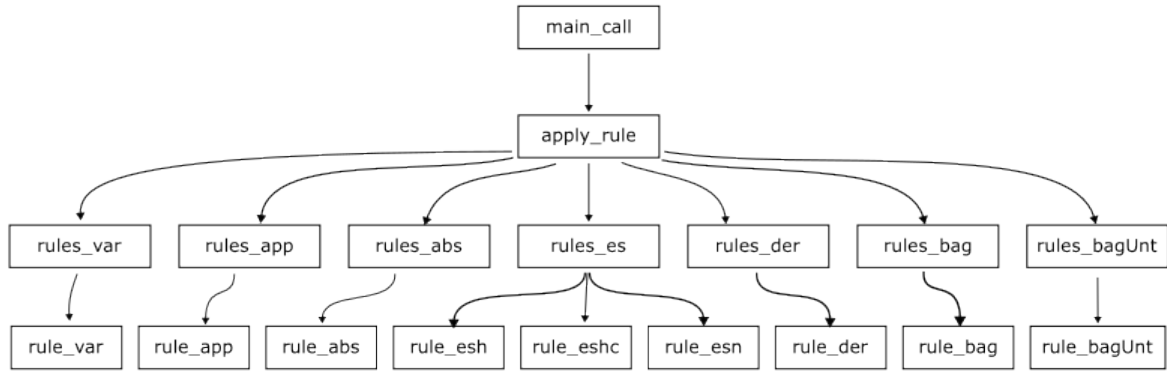 main_call
apply_rule
rules_var rules_app rules_abs rules_es rules_der rules_bag rules_bagUnt
rule_var rule_app rule_abs rule_esh rule_eshc rule_esn rule_der rule_bag rule_bagUnt